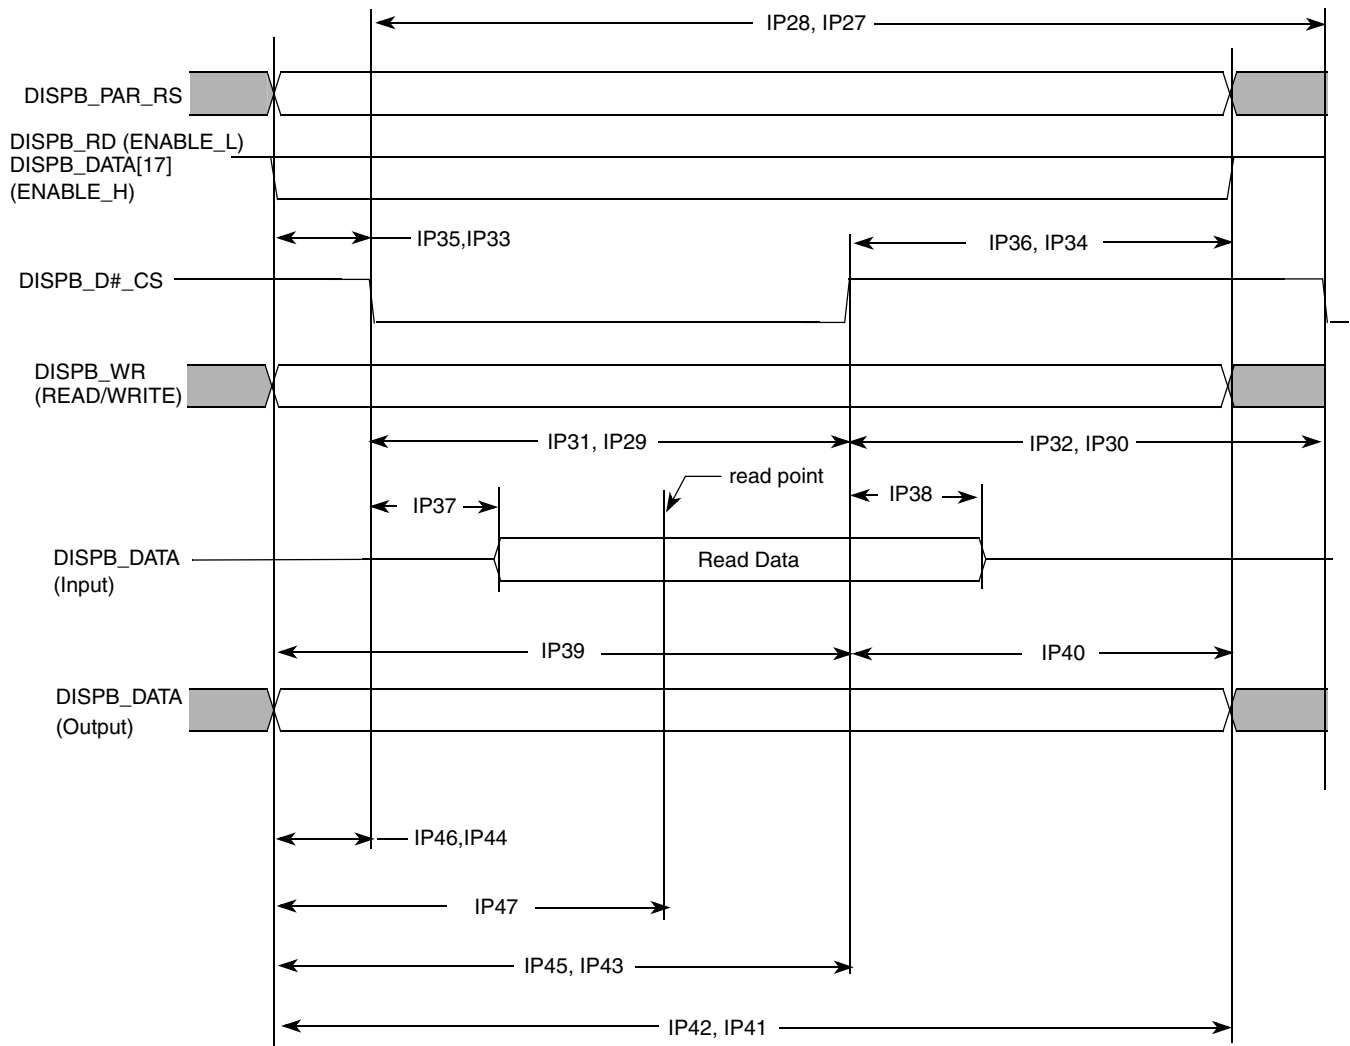 IP28, IP27
DISPB_PAR_RS
DISPB_RD (ENABLE_L)
DISPB_DATA[17]
(ENABLE_H)
IP35,IP33
IP36, IP34
DISPB_D#_CS
DISPB_WR
(READ/WRITE)
IP31, IP29
IP32, IP30
read point
IP37
IP38
DISPB_DATA
(Input)
Read Data
IP39
IP40
DISPB_DATA
(Output)
IP46,IP44
IP47
IP45, IP43
IP42, IP41